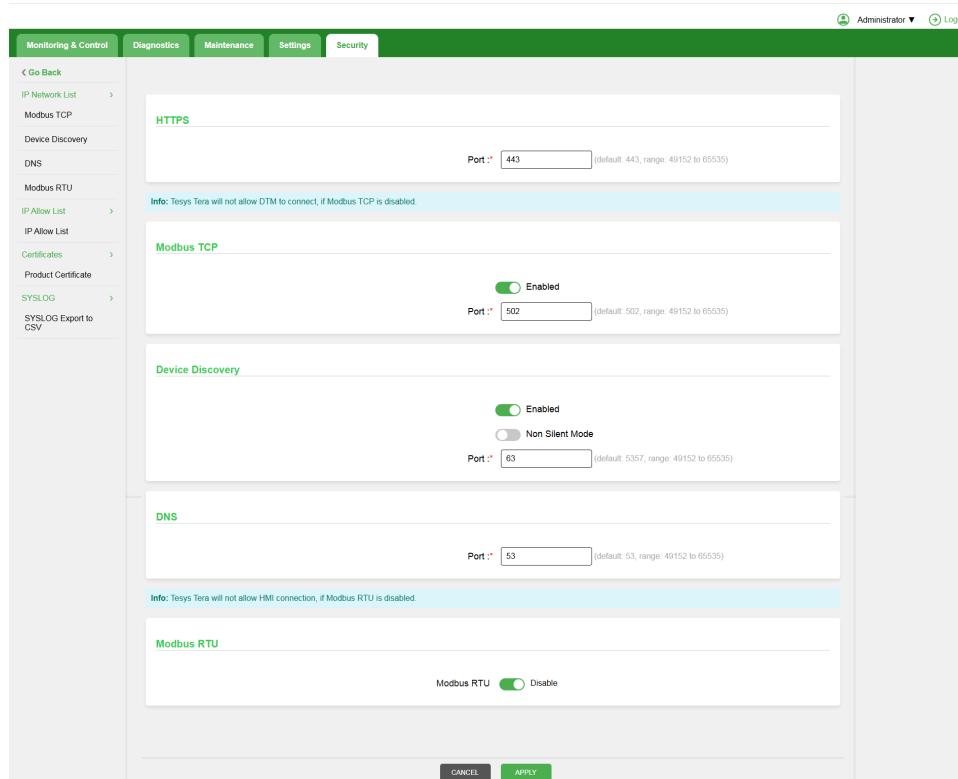 Administrator ▼ Log
Monitoring & Control Diagnostics Maintenance Settings Security
Go Back
IP Network List
Modbus TCP
Device Discovery
DNS
Modbus RTU
IP Allow List
IP Allow List
Certificates
Product Certificate
SYSLOG
SYSLOG Export to
CSV
HTTPS
Port :* 443 (default: 443, range: 49152 to 65535)
Info: Tesys Tera will not allow DTM to connect, if Modbus TCP is disabled.
Modbus TCP
Enabled
Port :* 502 (default: 502, range: 49152 to 65535)
Device Discovery
Enabled
Non Silent Mode
Port :* 63 (default: 5357, range: 49152 to 65535)
DNS
Port :* 53 (default: 53, range: 49152 to 65535)
Info: Tesys Tera will not allow HMI connection, if Modbus RTU is disabled.
Modbus RTU
Modbus RTU Disable
CANCEL APPLY